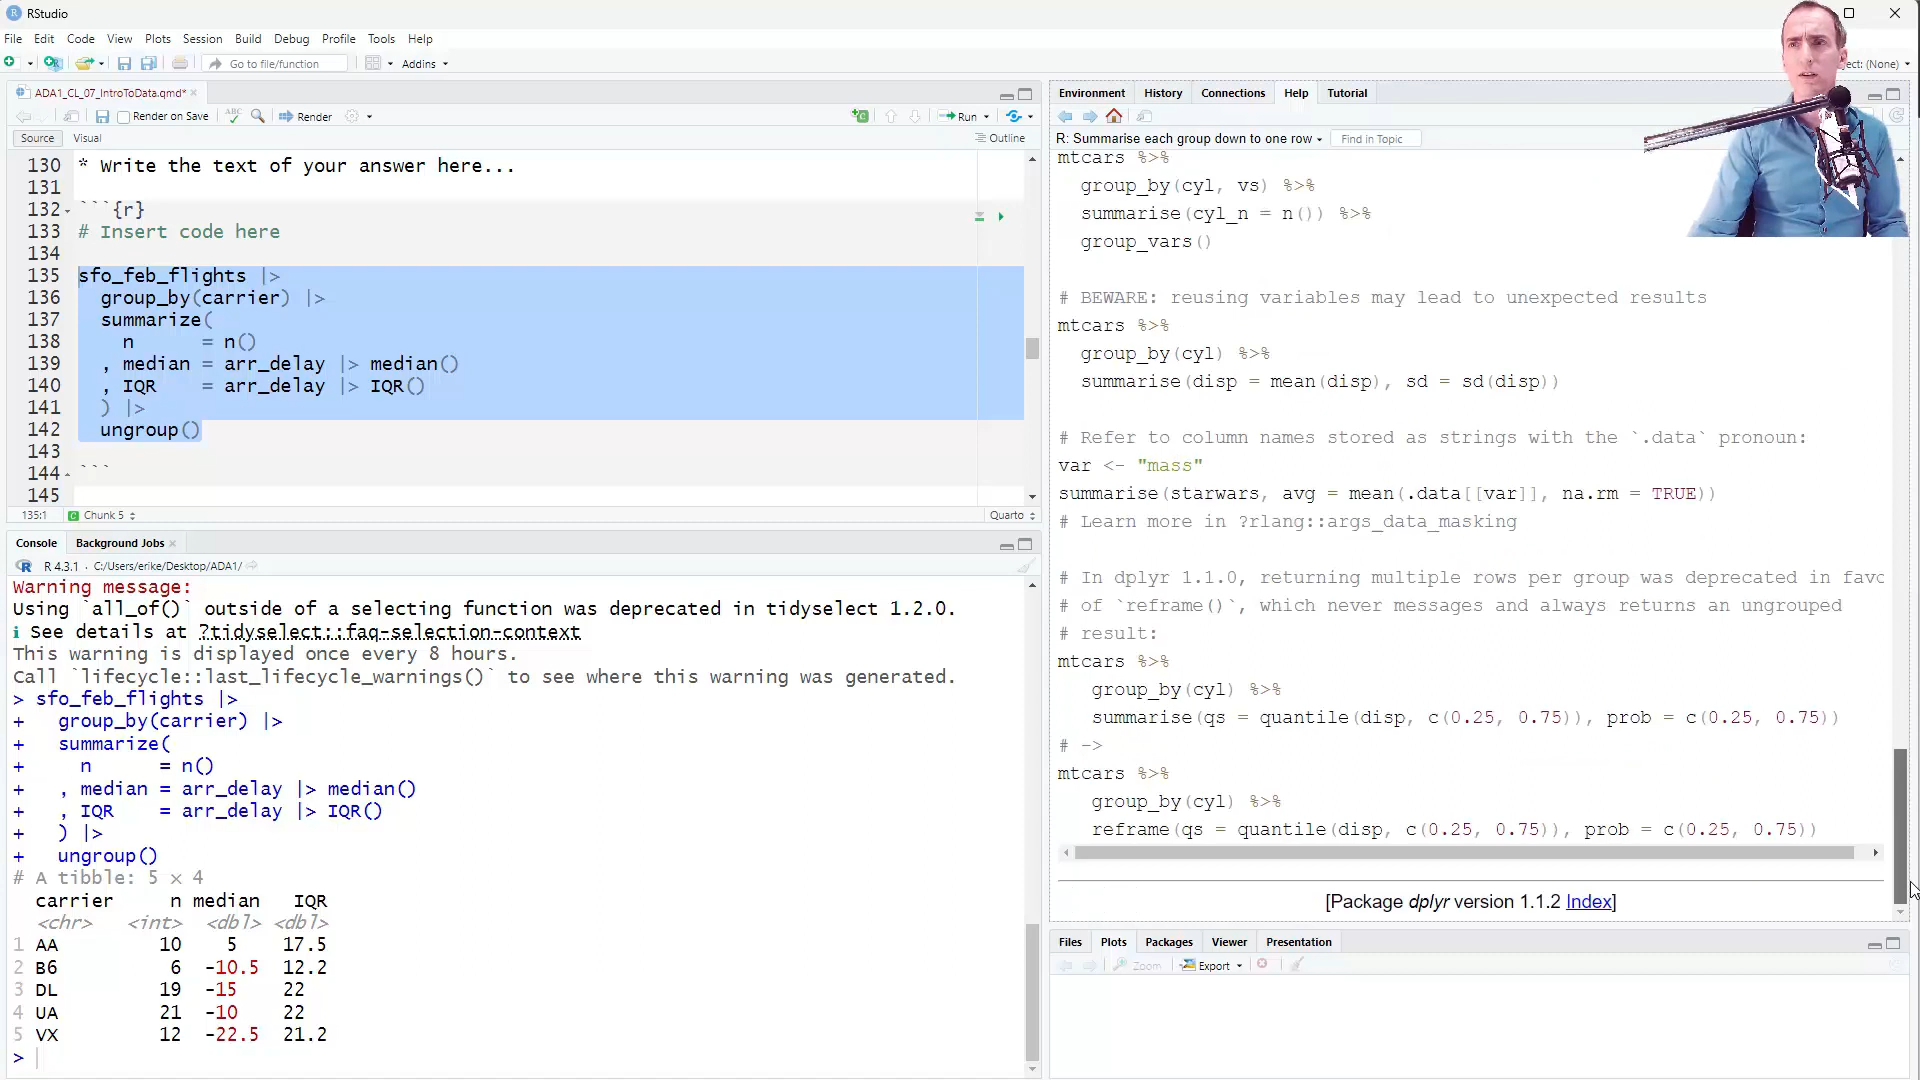 RStudio
File Edit Code View Plots Session Build Debug Profile Tools Help
Go to file/function
Addins
ect: (None)
ADA1_CL_07_IntroToData.qmd*
Render on Save
ABC
Render
Run
Source Visual
Outline
130 * Write the text of your answer here...
131
132 ```{r}
133 # Insert code here
134
135 sfo_feb_flights |>
136 group_by(carrier) |>
137 summarize(
138 n = n()
139 , median = arr_delay |> median()
140 , IQR = arr_delay |> IQR()
141 ) |>
142 ungroup()
143
144 ```
145
135:1 Chunk 5 Quarto
Console Background Jobs
R 4.3.1 · C:/Users/erike/Desktop/ADA1/
Warning message:
Using `all_of()` outside of a selecting function was deprecated in tidyselect 1.2.0.
ℹ See details at ?tidyselect::faq-selection-context
This warning is displayed once every 8 hours.
Call `lifecycle::last_lifecycle_warnings()` to see where this warning was generated.
> sfo_feb_flights |>
+ group_by(carrier) |>
+ summarize(
+ n = n()
+ , median = arr_delay |> median()
+ , IQR = arr_delay |> IQR()
+ ) |>
+ ungroup()
# A tibble: 5 × 4
carrier n median IQR
<chr> <int> <dbl> <dbl>
1 AA 10 5 17.5
2 B6 6 -10.5 12.2
3 DL 19 -15 22
4 UA 21 -10 22
5 VX 12 -22.5 21.2
>
Environment History Connections Help Tutorial
R: Summarise each group down to one row Find in Topic
mtcars %>%
group_by(cyl, vs) %>%
summarise(cyl_n = n()) %>%
group_vars()
# BEWARE: reusing variables may lead to unexpected results
mtcars %>%
group_by(cyl) %>%
summarise(disp = mean(disp), sd = sd(disp))
# Refer to column names stored as strings with the `.data` pronoun:
var <- "mass"
summarise(starwars, avg = mean(.data[[var]], na.rm = TRUE))
# Learn more in ?rlang::args_data_masking
# In dplyr 1.1.0, returning multiple rows per group was deprecated in favo
# of `reframe()`, which never messages and always returns an ungrouped
# result:
mtcars %>%
group_by(cyl) %>%
summarise(qs = quantile(disp, c(0.25, 0.75)), prob = c(0.25, 0.75))
# ->
mtcars %>%
group_by(cyl) %>%
reframe(qs = quantile(disp, c(0.25, 0.75)), prob = c(0.25, 0.75))
[Package dplyr version 1.1.2 Index]
Files Plots Packages Viewer Presentation
Zoom Export